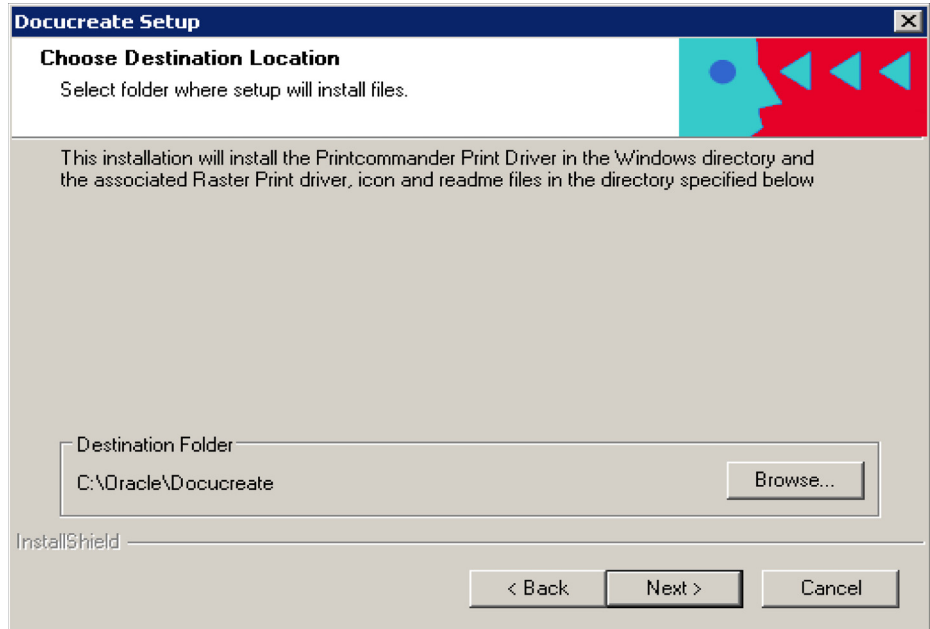 Docucreate Setup
Choose Destination Location
Select folder where setup will install files.
This installation will install the Printcommander Print Driver in the Windows directory and
the associated Raster Print driver, icon and readme files in the directory specified below
Destination Folder
C:\Oracle\Docucreate
Browse...
InstallShield
< Back
Next >
Cancel